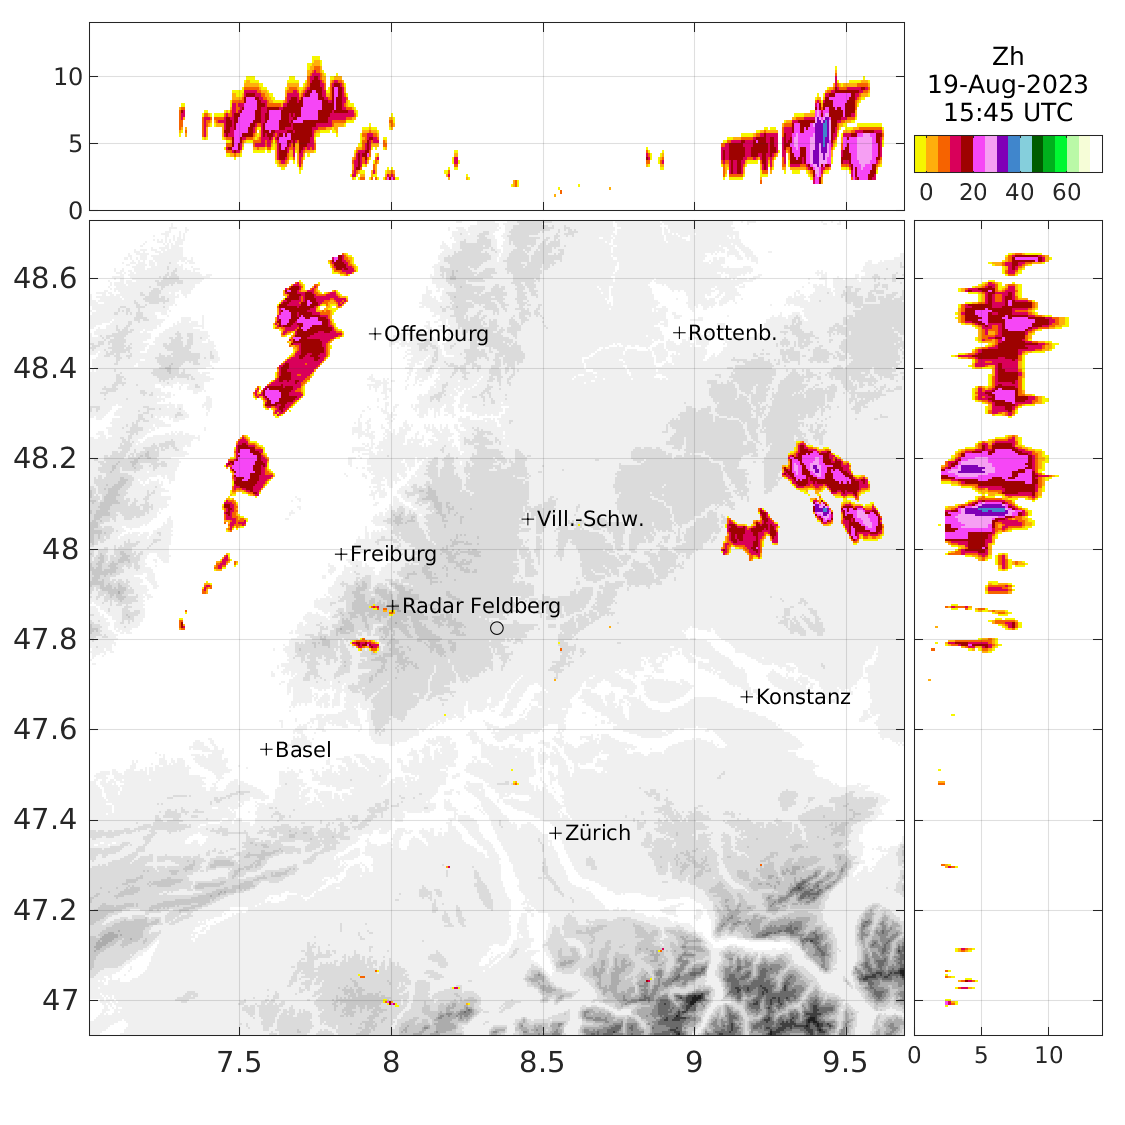 Zh
19-Aug-2023
15:45 UTC
0 20 40 60
10
5
0
48.6
48.4
48.2
48
47.8
47.6
47.4
47.2
47
+Offenburg
+Rottenb.
+Vill.-Schw.
+Freiburg
+Radar Feldberg
+Konstanz
+Basel
+Zürich
7.5 8 8.5 9 9.5
0 5 10